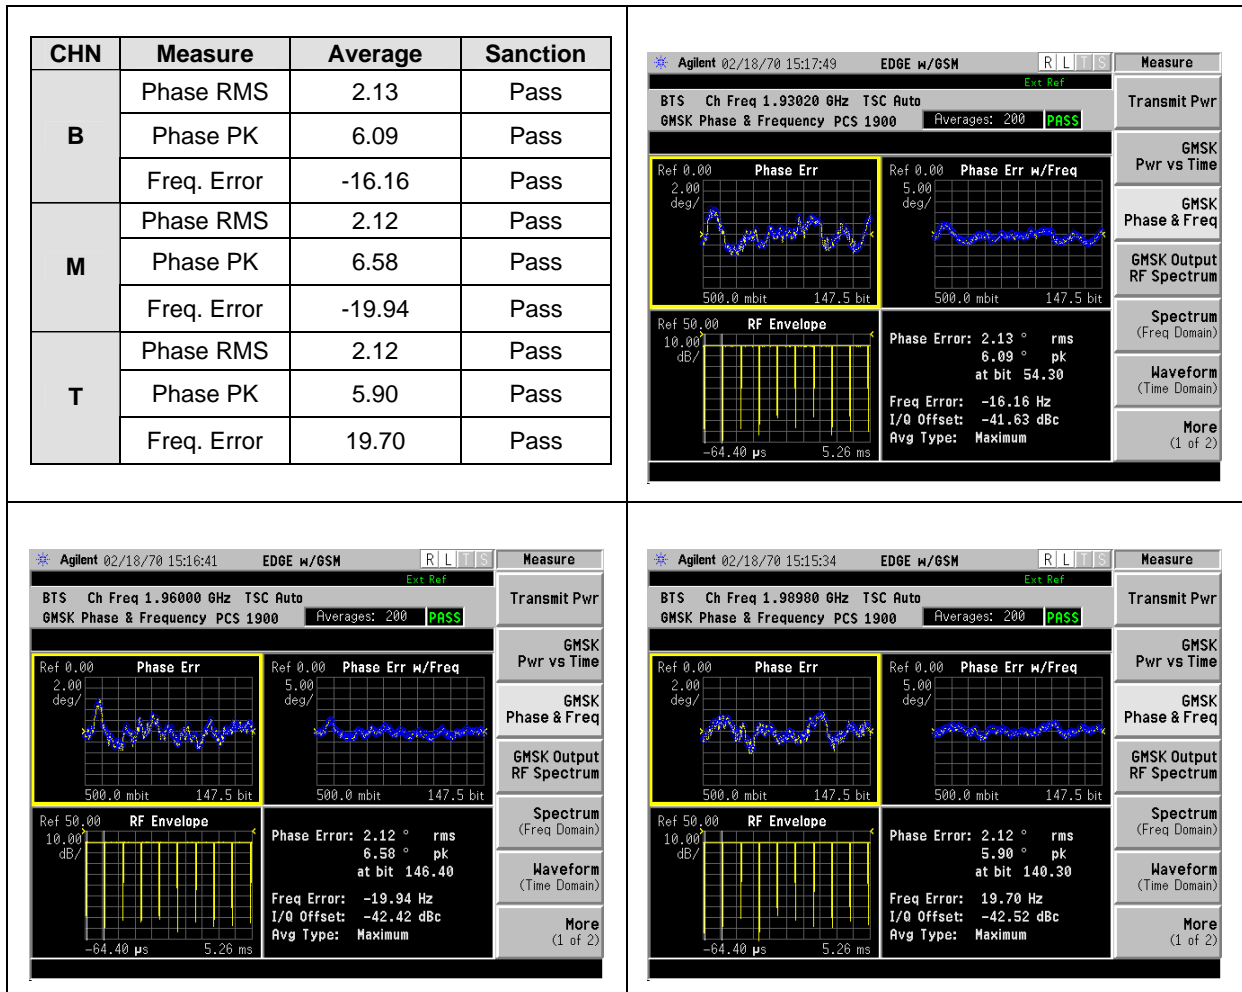 CHN Measure Average Sanction
B
Phase RMS 2.13 Pass
Phase PK 6.09 Pass
Freq. Error -16.16 Pass
M
Phase RMS 2.12 Pass
Phase PK 6.58 Pass
Freq. Error -19.94 Pass
T
Phase RMS 2.12 Pass
Phase PK 5.90 Pass
Freq. Error 19.70 Pass
Agilent 02/18/70 15:17:49 EDGE w/GSM R L T S Measure
Ext Ref
BTS Ch Freq 1.93020 GHz TSC Auto
GMSK Phase & Frequency PCS 1900 Averages: 200 PASS
Ref 0.00 Phase Err
2.00
deg/
500.0 mbit 147.5 bit
Ref 0.00 Phase Err w/Freq
5.00
deg/
500.0 mbit 147.5 bit
Ref 50.00 RF Envelope
10.00
dB/
-64.40 µs 5.26 ms
Phase Error: 2.13 ° rms
6.09 ° pk
at bit 54.30
Freq Error: -16.16 Hz
I/Q Offset: -41.63 dBc
Avg Type: Maximum
Transmit Pwr
GMSK
Pwr vs Time
GMSK
Phase & Freq
GMSK Output
RF Spectrum
Spectrum
(Freq Domain)
Waveform
(Time Domain)
More
(1 of 2)
Agilent 02/18/70 15:16:41 EDGE w/GSM R L T S Measure
Ext Ref
BTS Ch Freq 1.96000 GHz TSC Auto
GMSK Phase & Frequency PCS 1900 Averages: 200 PASS
Ref 0.00 Phase Err
2.00
deg/
500.0 mbit 147.5 bit
Ref 0.00 Phase Err w/Freq
5.00
deg/
500.0 mbit 147.5 bit
Ref 50.00 RF Envelope
10.00
dB/
-64.40 µs 5.26 ms
Phase Error: 2.12 ° rms
6.58 ° pk
at bit 146.40
Freq Error: -19.94 Hz
I/Q Offset: -42.42 dBc
Avg Type: Maximum
Transmit Pwr
GMSK
Pwr vs Time
GMSK
Phase & Freq
GMSK Output
RF Spectrum
Spectrum
(Freq Domain)
Waveform
(Time Domain)
More
(1 of 2)
Agilent 02/18/70 15:15:34 EDGE w/GSM R L T S Measure
Ext Ref
BTS Ch Freq 1.98980 GHz TSC Auto
GMSK Phase & Frequency PCS 1900 Averages: 200 PASS
Ref 0.00 Phase Err
2.00
deg/
500.0 mbit 147.5 bit
Ref 0.00 Phase Err w/Freq
5.00
deg/
500.0 mbit 147.5 bit
Ref 50.00 RF Envelope
10.00
dB/
-64.40 µs 5.26 ms
Phase Error: 2.12 ° rms
5.90 ° pk
at bit 140.30
Freq Error: 19.70 Hz
I/Q Offset: -42.52 dBc
Avg Type: Maximum
Transmit Pwr
GMSK
Pwr vs Time
GMSK
Phase & Freq
GMSK Output
RF Spectrum
Spectrum
(Freq Domain)
Waveform
(Time Domain)
More
(1 of 2)